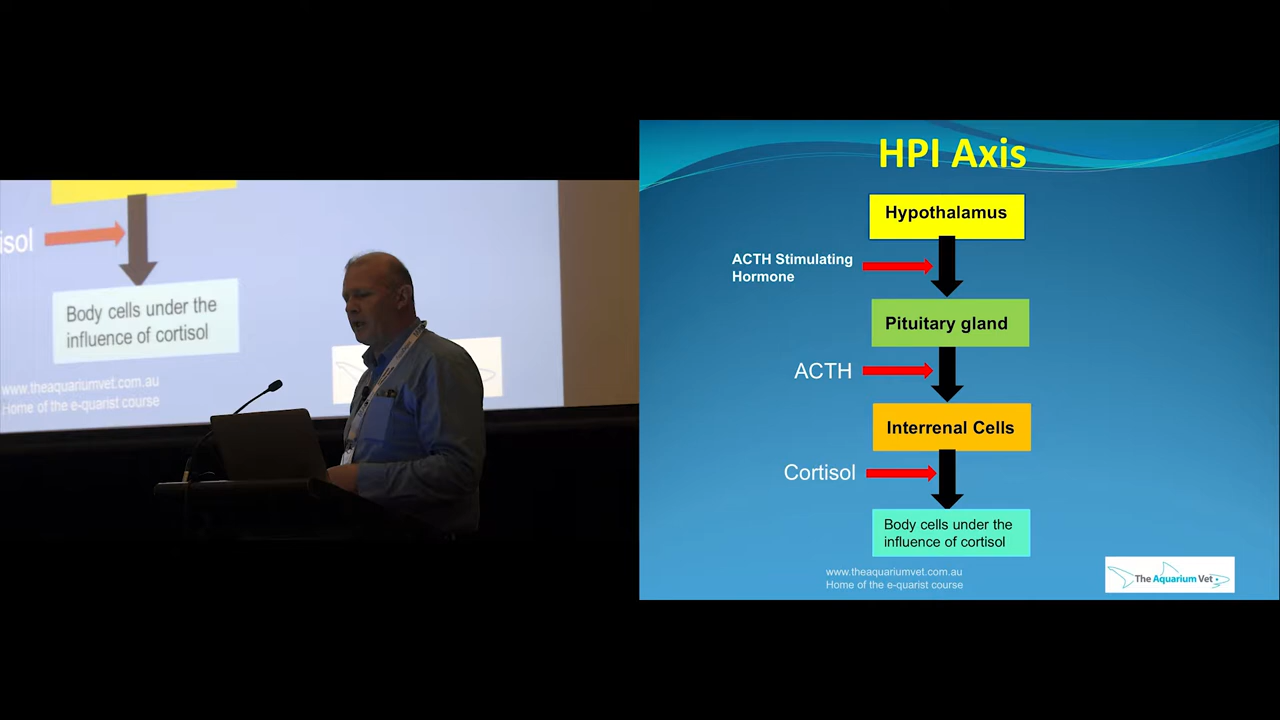 isol
Body cells under the
influence of cortisol
www.theaquariumvet.com.au
Home of the e-quarist course
HPI Axis
Hypothalamus
ACTH Stimulating
Hormone
Pituitary gland
ACTH
Interrenal Cells
Cortisol
Body cells under the
influence of cortisol
www.theaquariumvet.com.au
Home of the e-quarist course
The Aquarium Vet